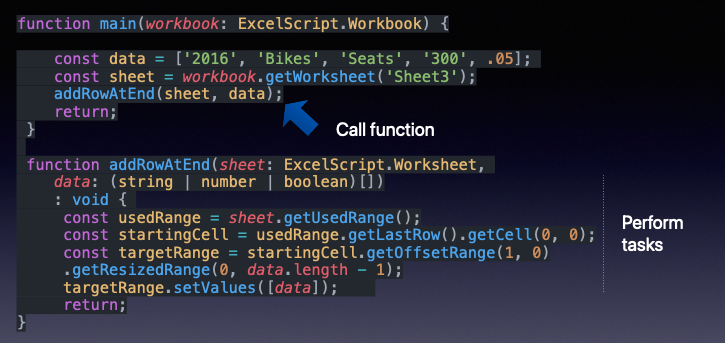 function main(workbook: ExcelScript.Workbook) {
const data = ['2016', 'Bikes', 'Seats', '300', .05];
const sheet = workbook.getWorksheet('Sheet3');
addRowAtEnd(sheet, data);
return;
}
Call function
function addRowAtEnd(sheet: ExcelScript.Worksheet,
data: (string | number | boolean)[])
: void {
const usedRange = sheet.getUsedRange();
const startingCell = usedRange.getLastRow().getCell(0, 0);
const targetRange = startingCell.getOffsetRange(1, 0)
.getResizedRange(0, data.length - 1);
targetRange.setValues([data]);
return;
}
Perform
tasks